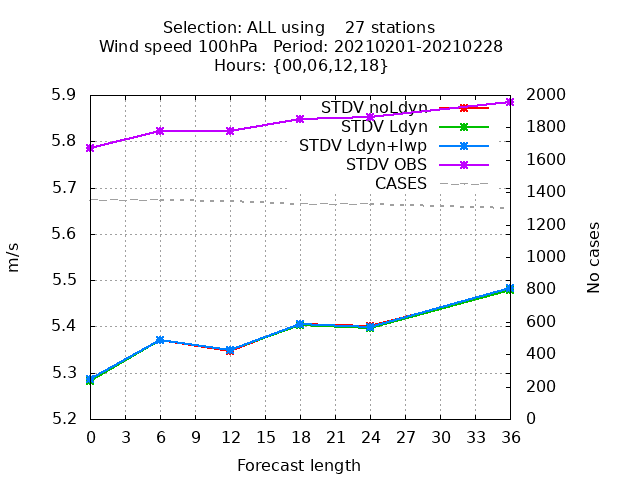 Selection: ALL using 27 stations
Wind speed 100hPa Period: 20210201-20210228
Hours: {00,06,12,18}
5.9
5.8
5.7
5.6
5.5
5.4
5.3
5.2
m/s
STDV noLdyn
STDV Ldyn
STDV Ldyn+Iwp
STDV OBS
CASES
2000
1800
1600
1400
1200
1000
800
600
400
200
0
No cases
0 3 6 9 12 15 18 21 24 27 30 33 36
Forecast length